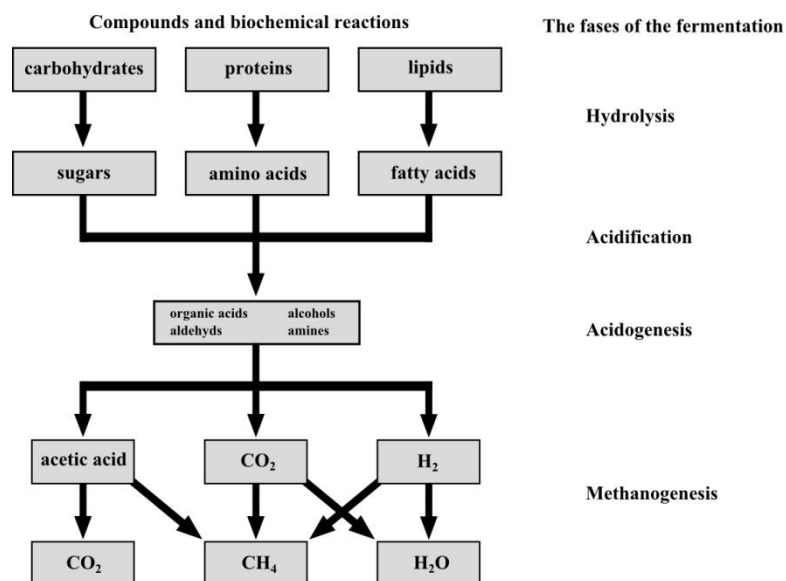 Compounds and biochemical reactions
The fases of the fermentation
carbohydrates
proteins
lipids
Hydrolysis
sugars
amino acids
fatty acids
Acidification
organic acids
alcohols
aldehyds
amines
Acidogenesis
acetic acid
CO₂
H₂
Methanogenesis
CO₂
CH₄
H₂O